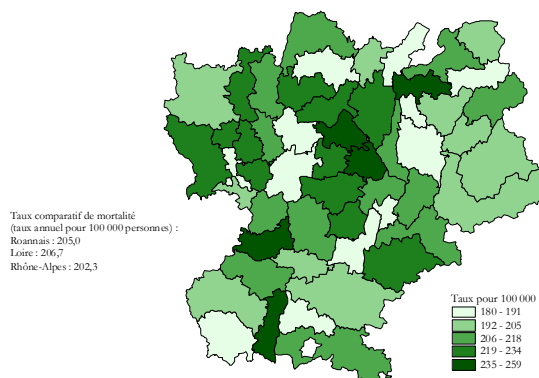 Taux comparatif de mortalité
(taux annuel pour 100 000 personnes) :
Roannais : 205,0
Loire : 206,7
Rhône-Alpes : 202,3
Taux pour 100 000
180 - 191
192 - 205
206 - 218
219 - 234
235 - 259